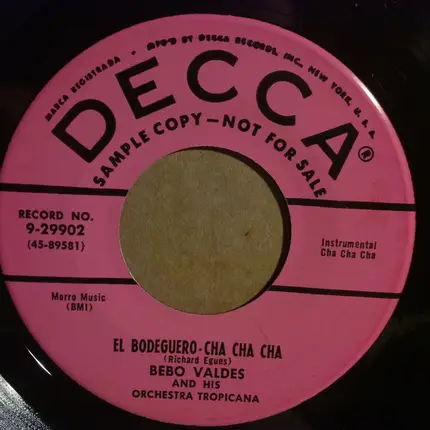 MARCA REGISTRADA • MFG'D BY DECCA RECORDS, INC., NEW YORK, U.S.A.
DECCA®
SAMPLE COPY—NOT FOR SALE
RECORD NO.
9-29902
(45-89581)
Instrumental
Cha Cha Cha
Morro Music
(BMI)
EL BODEGUERO-CHA CHA CHA
(Richard Egues)
BEBO VALDES
AND HIS
ORCHESTRA TROPICANA